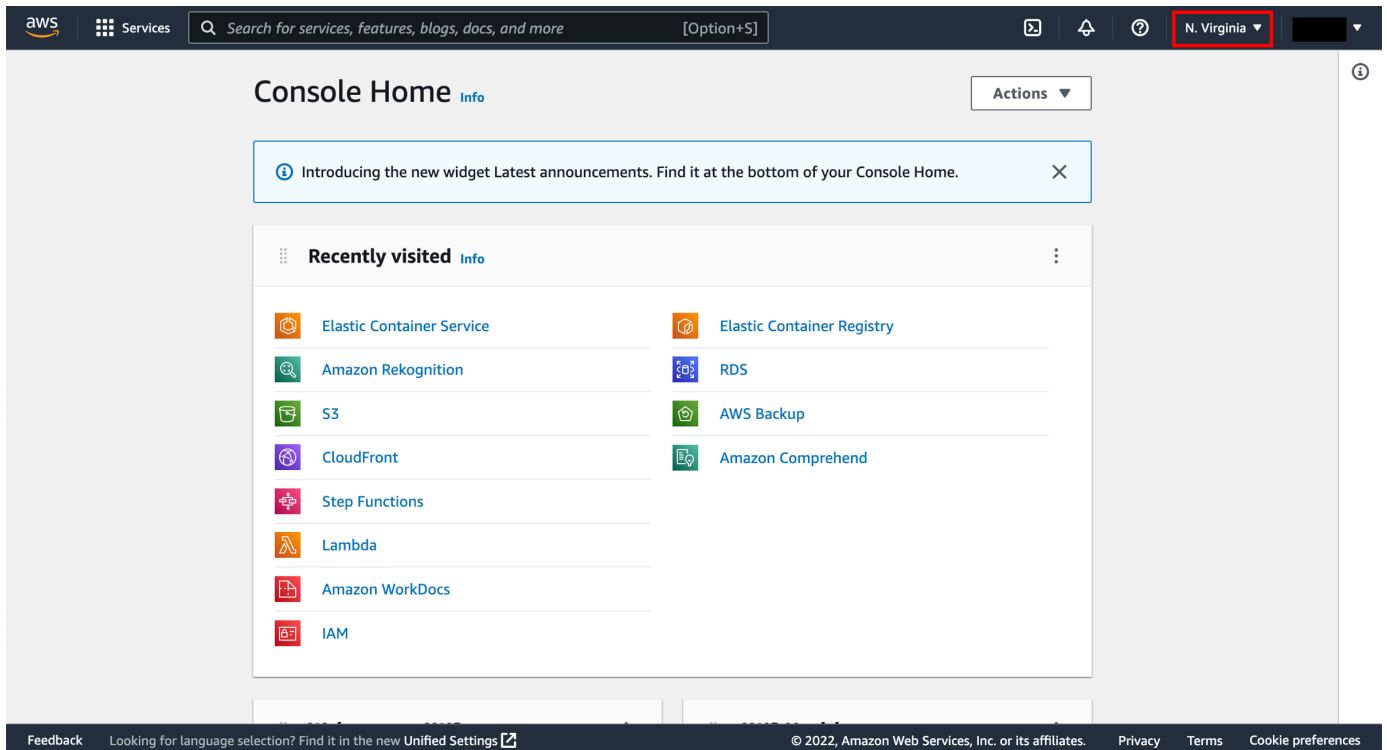 aws
Services
Search for services, features, blogs, docs, and more [Option+S]
N. Virginia
Console Home Info
Actions
Introducing the new widget Latest announcements. Find it at the bottom of your Console Home.
Recently visited Info
Elastic Container Service
Elastic Container Registry
Amazon Rekognition
RDS
S3
AWS Backup
CloudFront
Amazon Comprehend
Step Functions
Lambda
Amazon WorkDocs
IAM
Feedback
Looking for language selection? Find it in the new Unified Settings
© 2022, Amazon Web Services, Inc. or its affiliates.
Privacy
Terms
Cookie preferences